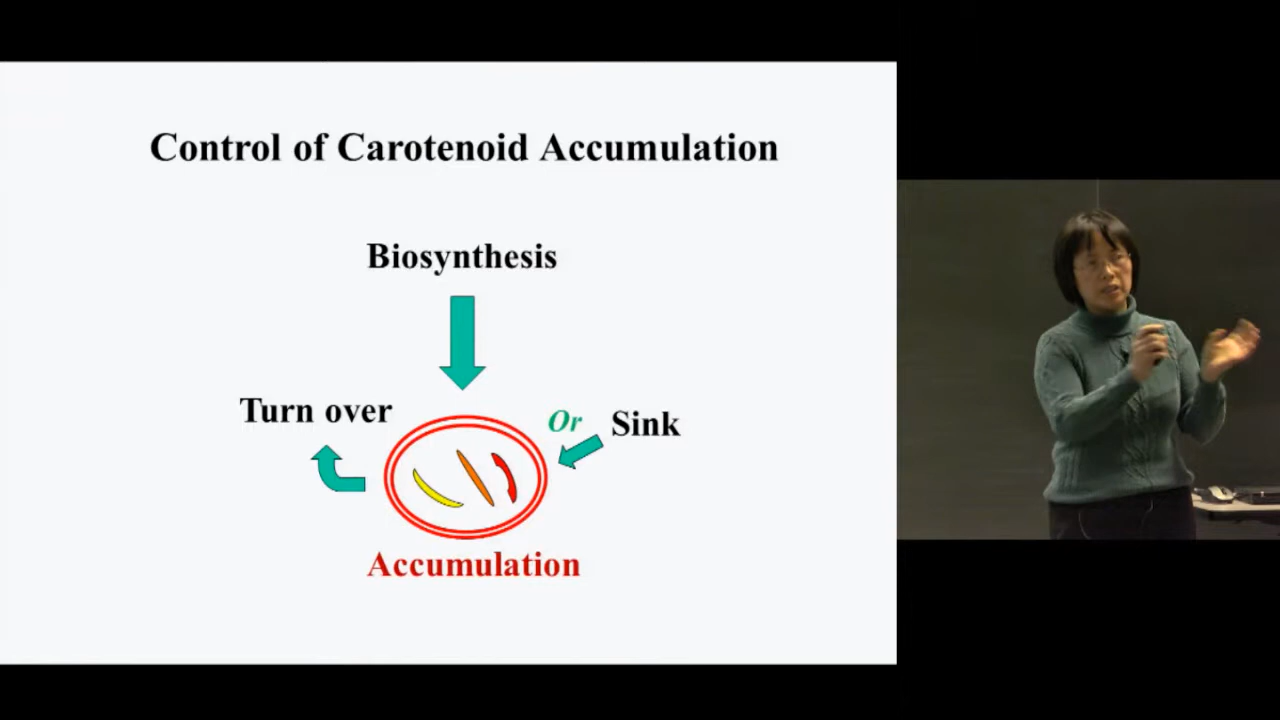 Control of Carotenoid Accumulation
Biosynthesis
Turn over
Or
Sink
Accumulation